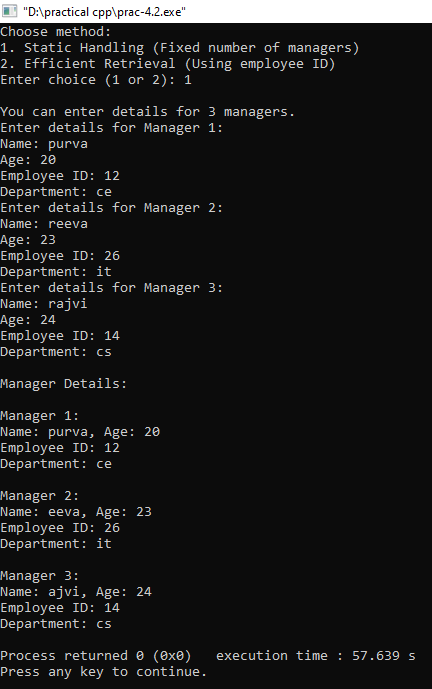 "D:\practical cpp\prac-4.2.exe"
Choose method:
1. Static Handling (Fixed number of managers)
2. Efficient Retrieval (Using employee ID)
Enter choice (1 or 2): 1
You can enter details for 3 managers.
Enter details for Manager 1:
Name: purva
Age: 20
Employee ID: 12
Department: ce
Enter details for Manager 2:
Name: reeva
Age: 23
Employee ID: 26
Department: it
Enter details for Manager 3:
Name: rajvi
Age: 24
Employee ID: 14
Department: cs
Manager Details:
Manager 1:
Name: purva, Age: 20
Employee ID: 12
Department: ce
Manager 2:
Name: eeva, Age: 23
Employee ID: 26
Department: it
Manager 3:
Name: ajvi, Age: 24
Employee ID: 14
Department: cs
Process returned 0 (0x0)   execution time : 57.639 s
Press any key to continue.